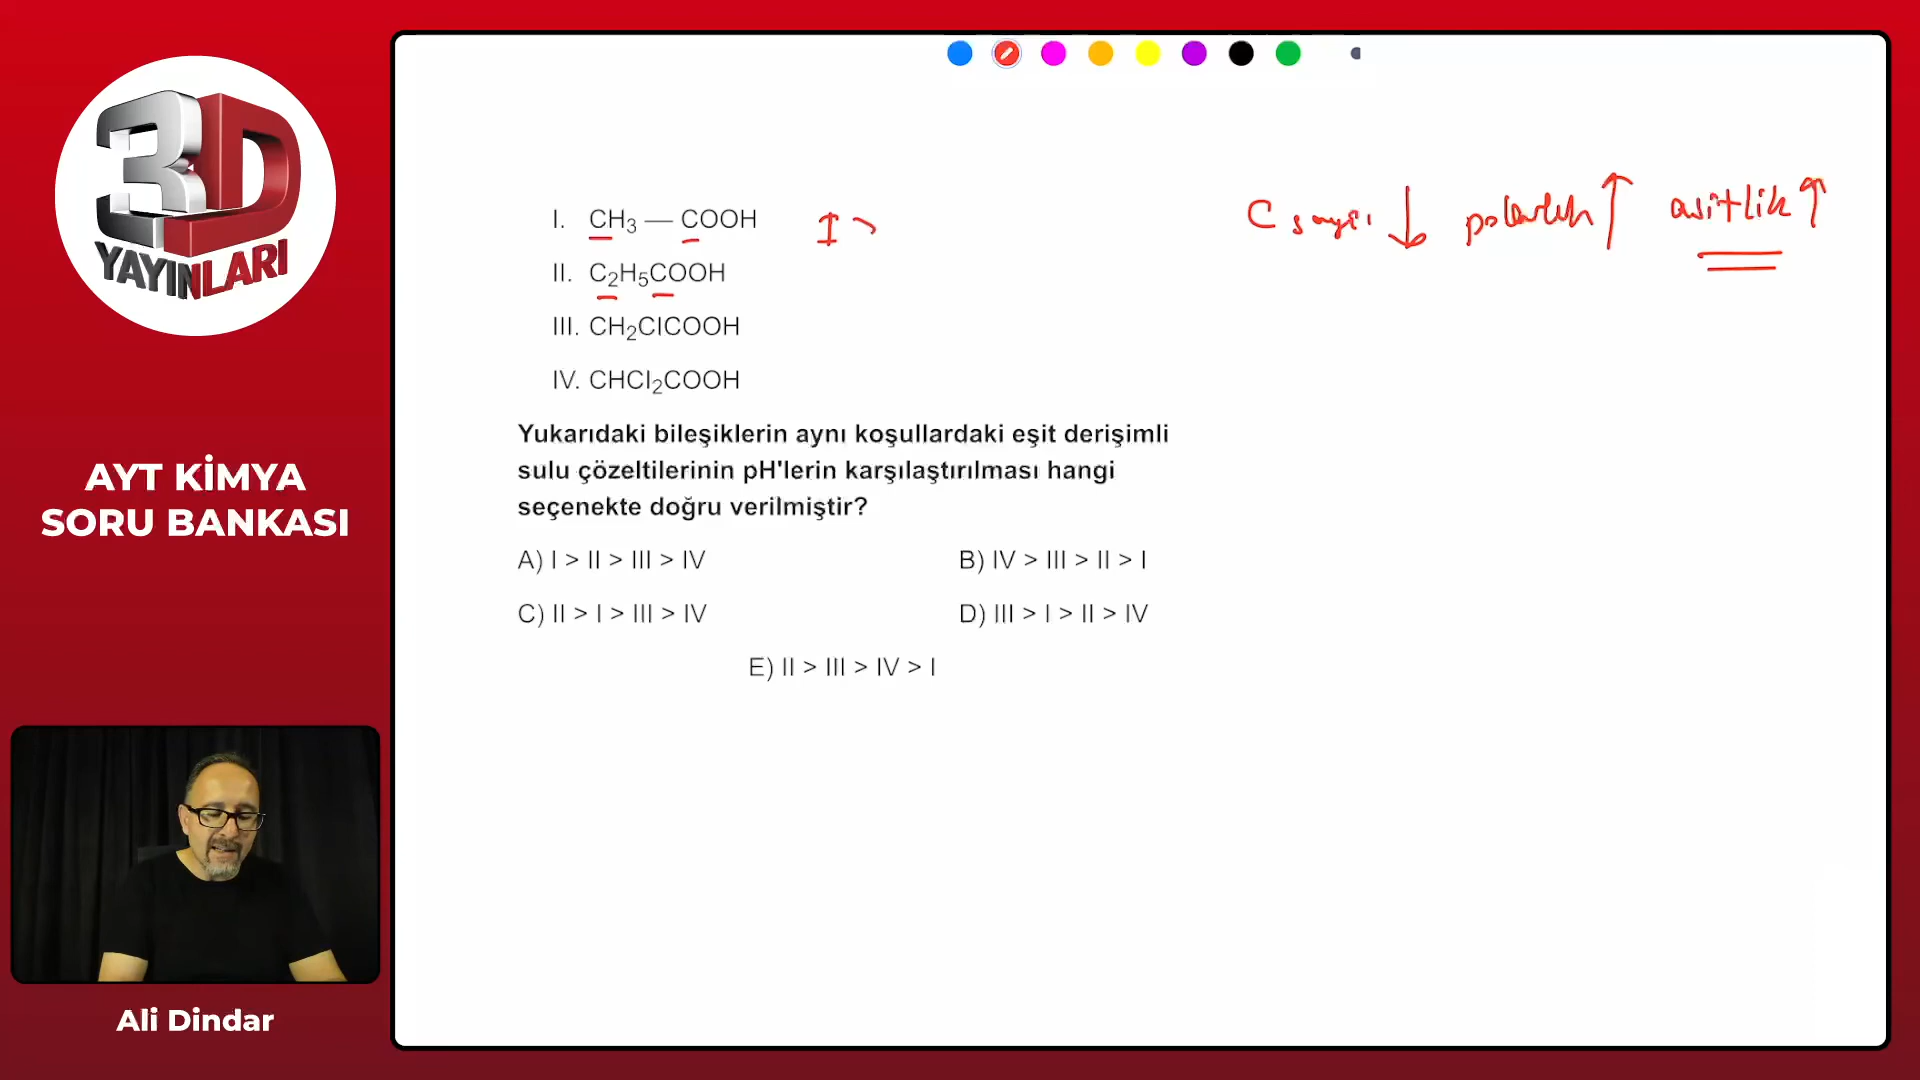 3D
YAYINLARI
AYT KİMYA
SORU BANKASI
Ali Dindar
I. CH₃ — COOH
I >
C sayısı ↓ polarlık ↑ asitlik ↑
II. C₂H₅COOH
III. CH₂ClCOOH
IV. CHCl₂COOH
Yukarıdaki bileşiklerin aynı koşullardaki eşit derişimli
sulu çözeltilerinin pH'lerin karşılaştırılması hangi
seçenekte doğru verilmiştir?
A) I > II > III > IV
B) IV > III > II > I
C) II > I > III > IV
D) III > I > II > IV
E) II > III > IV > I